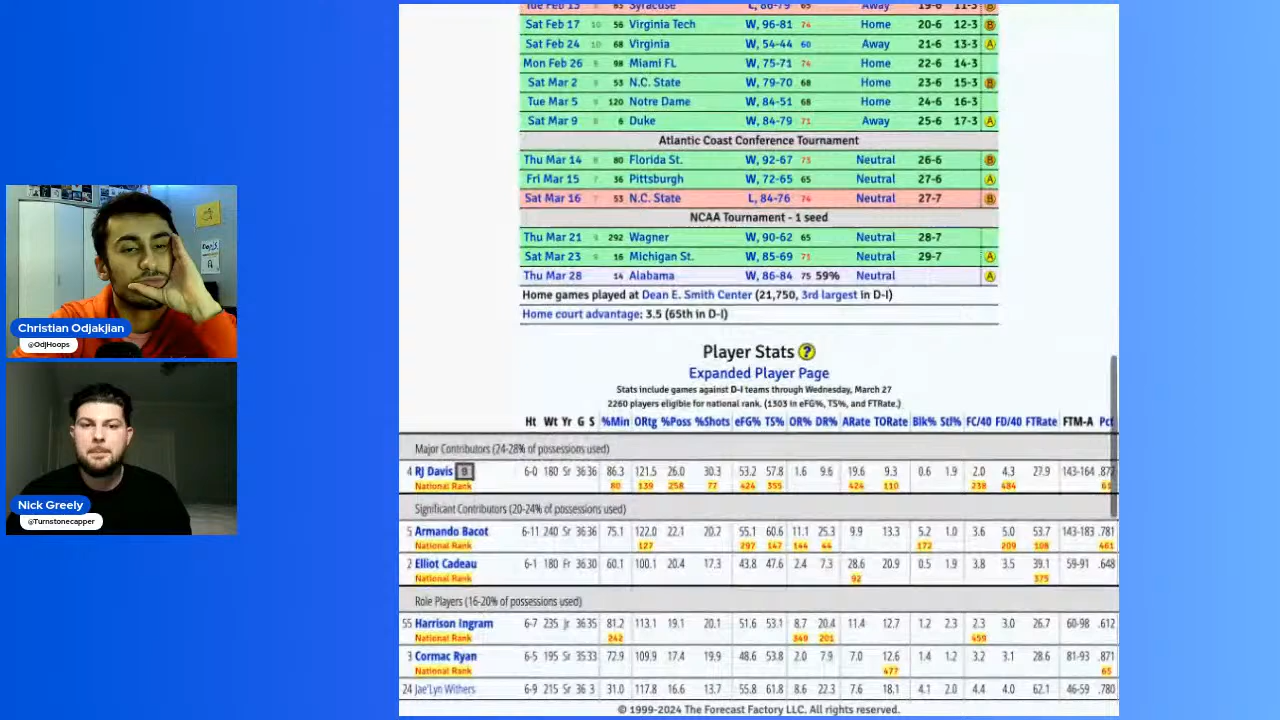 Tue Feb 13 83 Syracuse L, 86-79 65 Away 19-6 11-3 B
Sat Feb 17 10 56 Virginia Tech W, 96-81 74 Home 20-6 12-3 B
Sat Feb 24 10 68 Virginia W, 54-44 60 Away 21-6 13-3 A
Mon Feb 26 9 98 Miami FL W, 75-71 74 Home 22-6 14-3
Sat Mar 2 9 53 N.C. State W, 79-70 68 Home 23-6 15-3 B
Tue Mar 5 9 120 Notre Dame W, 84-51 68 Home 24-6 16-3
Sat Mar 9 8 6 Duke W, 84-79 71 Away 25-6 17-3 A
Atlantic Coast Conference Tournament
Thu Mar 14 8 80 Florida St. W, 92-67 73 Neutral 26-6 B
Fri Mar 15 7 36 Pittsburgh W, 72-65 65 Neutral 27-6 A
Sat Mar 16 7 53 N.C. State L, 84-76 74 Neutral 27-7 B
NCAA Tournament - 1 seed
Thu Mar 21 9 292 Wagner W, 90-62 65 Neutral 28-7
Sat Mar 23 9 16 Michigan St. W, 85-69 71 Neutral 29-7 A
Thu Mar 28 14 Alabama W, 86-84 75 59% Neutral A
Home games played at Dean E. Smith Center (21,750, 3rd largest in D-I)
Home court advantage: 3.5 (65th in D-I)
Player Stats ?
Expanded Player Page
Stats include games against D-I teams through Wednesday, March 27
2260 players eligible for national rank. (1303 in eFG%, TS%, and FTRate.)
Ht Wt Yr G S %Min ORtg %Poss %Shots eFG% TS% OR% DR% ARate TORate Blk% Stl% FC/40 FD/40 FTRate FTM-A Pct
Major Contributors (24-28% of possessions used)
4 RJ Davis 9 6-0 180 Sr 36 36 86.3 121.5 26.0 30.3 53.2 57.8 1.6 9.6 19.6 9.3 0.6 1.9 2.0 4.3 27.9 143-164 .872
National Rank 80 139 258 77 424 355 424 110 238 484 61
Significant Contributors (20-24% of possessions used)
5 Armando Bacot 6-11 240 Sr 36 36 75.1 122.0 22.1 20.7 55.1 60.6 11.1 25.3 9.9 13.3 5.2 1.0 3.6 5.0 53.7 143-183 .781
National Rank 127 297 147 144 44 172 209 108 461
2 Elliot Cadeau 6-1 180 Fr 36 30 60.1 100.1 20.4 17.3 43.8 47.6 2.4 7.3 28.6 20.9 0.5 1.9 3.8 3.5 39.1 59-91 .648
National Rank 92 375
Role Players (16-20% of possessions used)
55 Harrison Ingram 6-7 235 Jr 36 35 81.2 113.1 19.1 20.1 51.6 53.1 8.7 20.4 11.4 12.7 1.2 2.3 2.3 3.0 26.7 60-98 .612
National Rank 242 340 201 459
3 Cormac Ryan 6-5 195 Sr 35 33 72.9 109.9 17.4 19.9 48.6 53.8 2.0 7.9 7.0 12.6 1.4 1.2 3.2 3.1 28.6 81-93 .871
National Rank 477 65
24 Jae'Lyn Withers 6-9 215 Sr 36 3 31.0 117.8 16.6 13.7 55.8 61.8 8.6 22.3 7.6 18.1 4.1 2.0 4.4 4.0 62.1 46-59 .780
© 1999-2024 The Forecast Factory LLC. All rights reserved.
Christian Odjakjian
@OdjHoops
Nick Greely
@Turnstonecapper